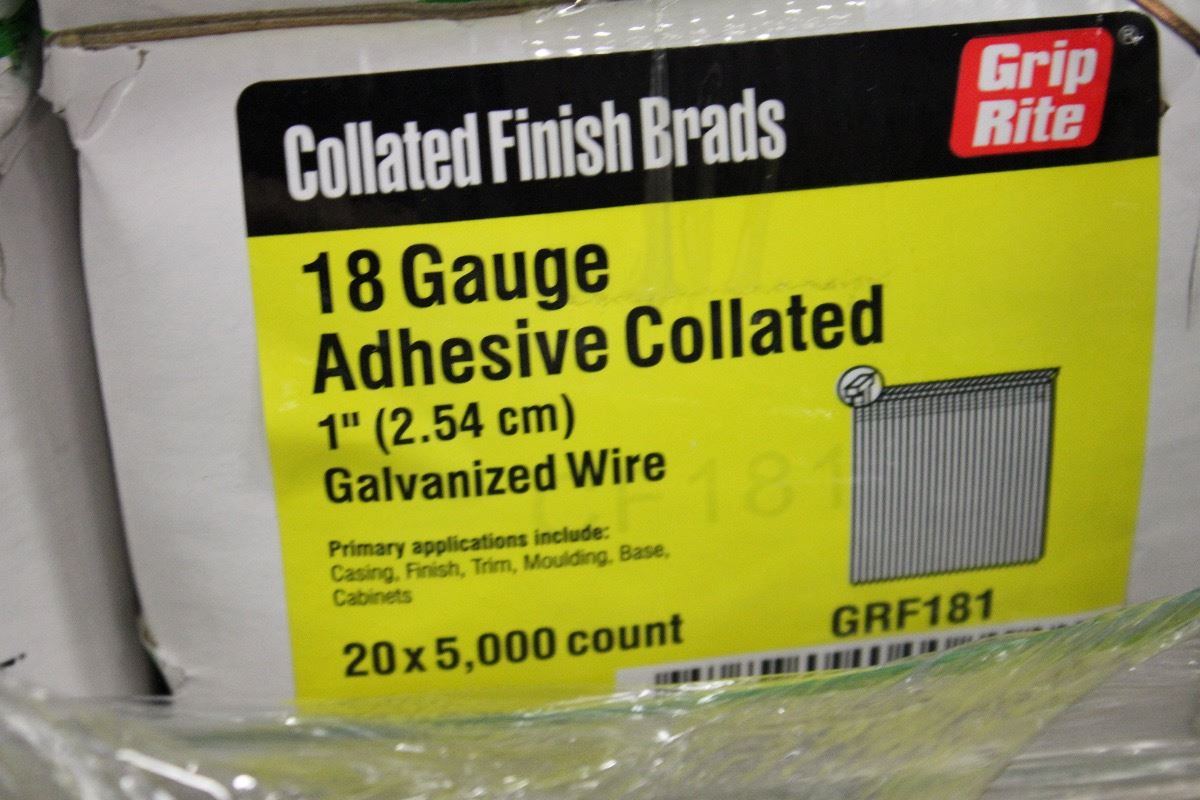 Collated Finish Brads
Grip
Rite
18 Gauge
Adhesive Collated
1" (2.54 cm)
Galvanized Wire
Primary applications include:
Casing, Finish, Trim, Moulding, Base,
Cabinets
20 x 5,000 count
GRF181